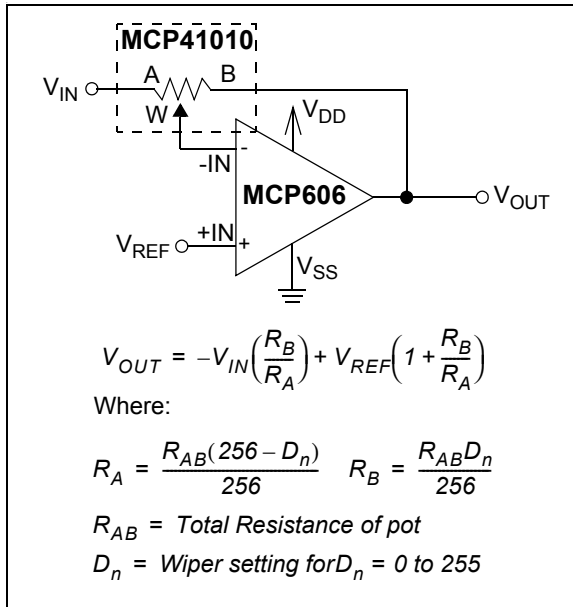 MCP41010
A B
V_IN
W
V_DD
-IN -
MCP606
V_OUT
V_REF +IN +
V_SS
V_OUT = –V_IN(R_B/R_A) + V_REF(1 + R_B/R_A)
Where:
R_A = R_AB(256 – D_n)/256 R_B = R_AB D_n/256
R_AB = Total Resistance of pot
D_n = Wiper setting forD_n = 0 to 255